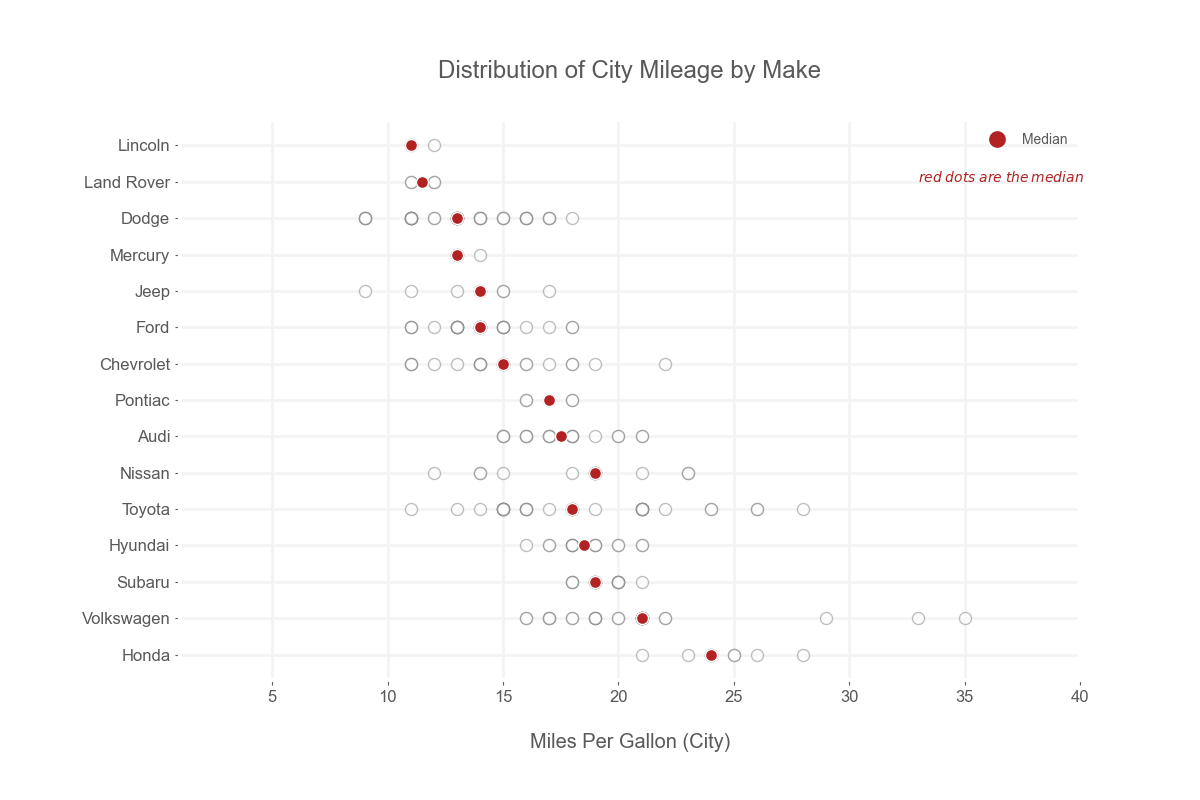 Distribution of City Mileage by Make
Median
red dots are the median
Lincoln
Land Rover
Dodge
Mercury
Jeep
Ford
Chevrolet
Pontiac
Audi
Nissan
Toyota
Hyundai
Subaru
Volkswagen
Honda
5 10 15 20 25 30 35 40
Miles Per Gallon (City)